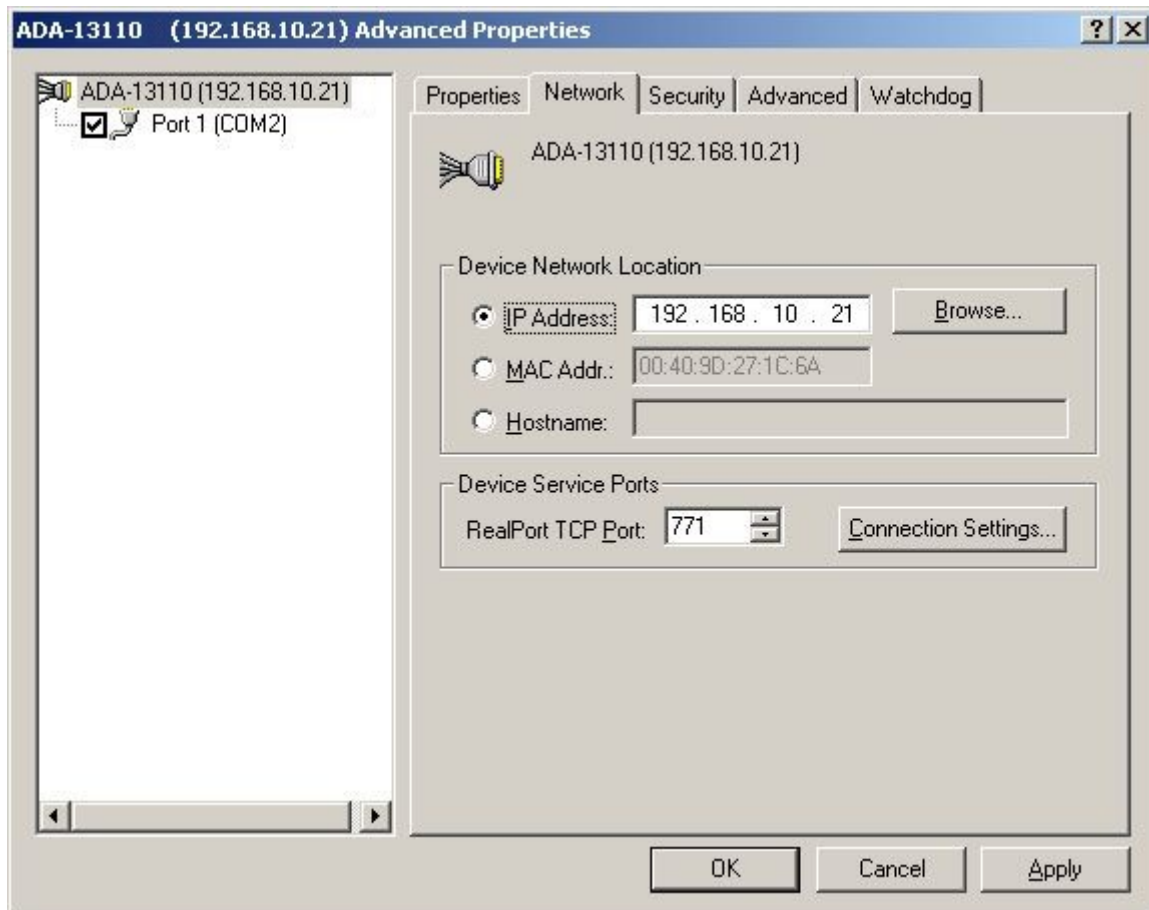 ADA-13110 (192.168.10.21) Advanced Properties
ADA-13110 (192.168.10.21)
Port 1 (COM2)
Properties Network Security Advanced Watchdog
ADA-13110 (192.168.10.21)
Device Network Location
IP Address: 192 . 168 . 10 . 21 Browse...
MAC Addr.: 00:40:9D:27:1C:6A
Hostname:
Device Service Ports
RealPort TCP Port: 771 Connection Settings...
OK Cancel Apply